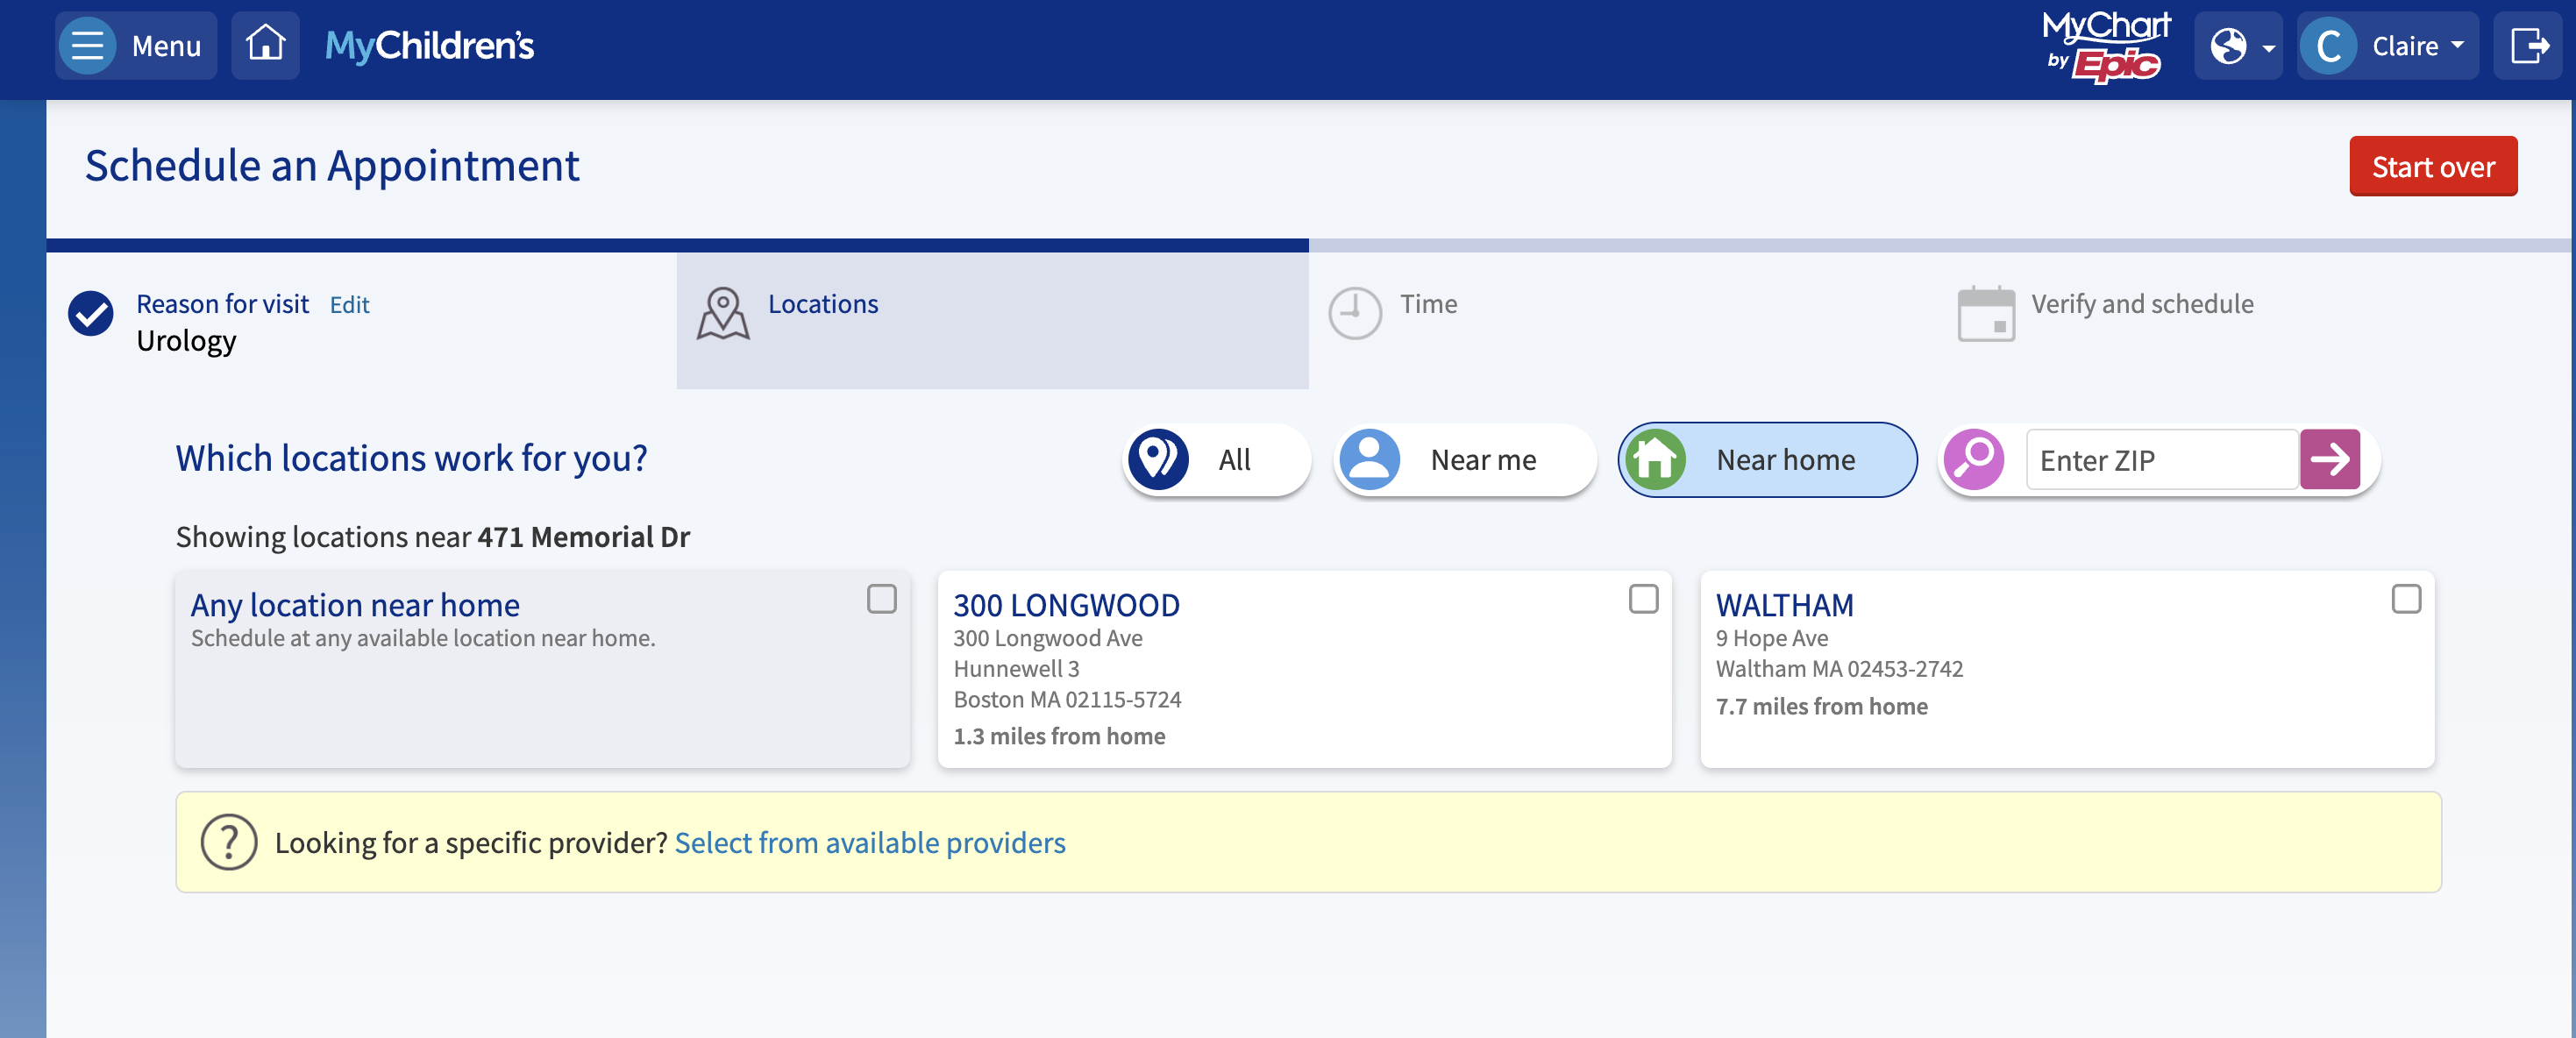 Menu
MyChildren's
MyChart
by Epic
C
Claire
Schedule an Appointment
Start over
Reason for visit Edit
Urology
Locations
Time
Verify and schedule
Which locations work for you?
All
Near me
Near home
Enter ZIP
Showing locations near 471 Memorial Dr
Any location near home
Schedule at any available location near home.
300 LONGWOOD
300 Longwood Ave
Hunnewell 3
Boston MA 02115-5724
1.3 miles from home
WALTHAM
9 Hope Ave
Waltham MA 02453-2742
7.7 miles from home
? Looking for a specific provider? Select from available providers